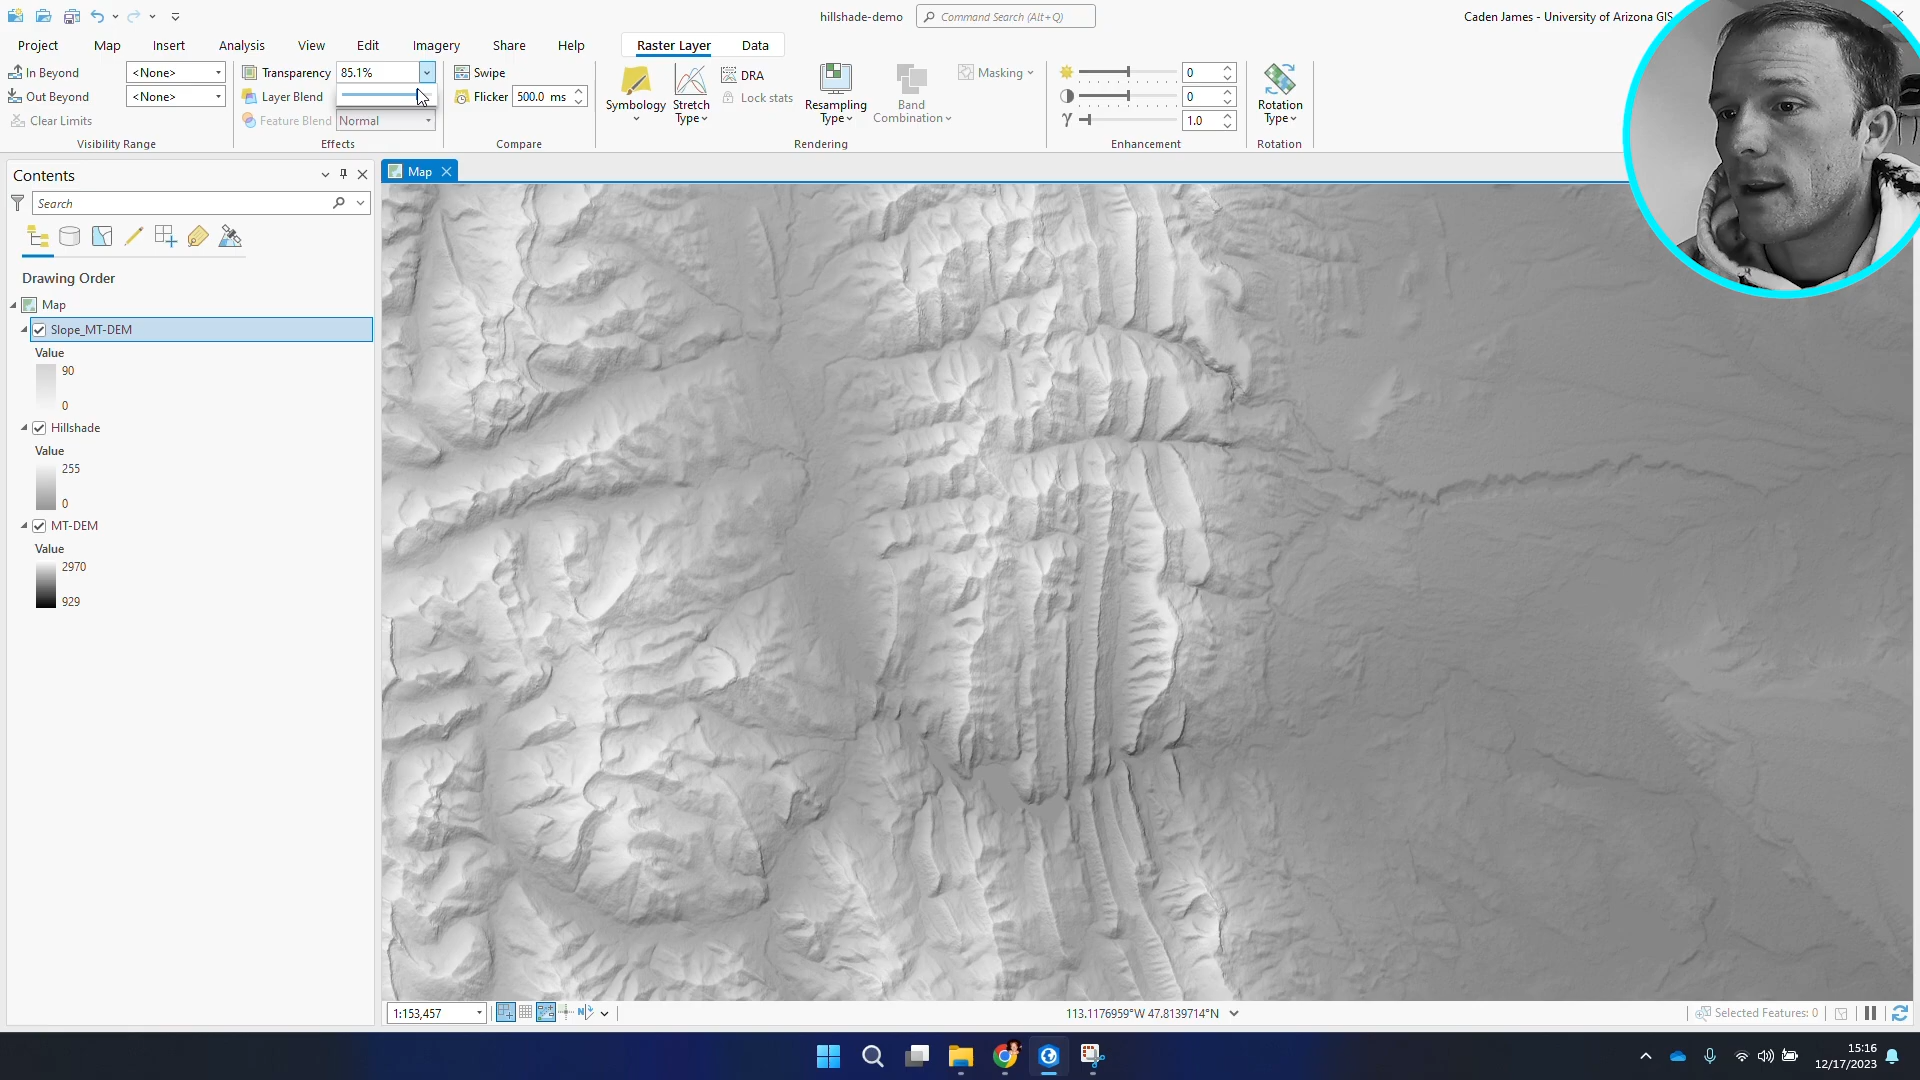 hillshade-demo
Command Search (Alt+Q)
Caden James - University of Arizona GIS
Project Map Insert Analysis View Edit Imagery Share Help Raster Layer Data
In Beyond <None>
Out Beyond <None>
Clear Limits
Visibility Range
Transparency 85.1%
Layer Blend
Feature Blend Normal
Effects
Swipe
Flicker 500.0 ms
Compare
Symbology
Stretch
Type
DRA
Lock stats
Resampling
Type
Band
Combination
Masking
Rendering
0
0
γ 1.0
Enhancement
Rotation
Type
Rotation
Contents
Search
Drawing Order
Map
Slope_MT-DEM
Value
90
0
Hillshade
Value
255
0
MT-DEM
Value
2970
929
Map
1:153,457
N
113.1176959°W 47.8139714°N
Selected Features: 0
15:16
12/17/2023